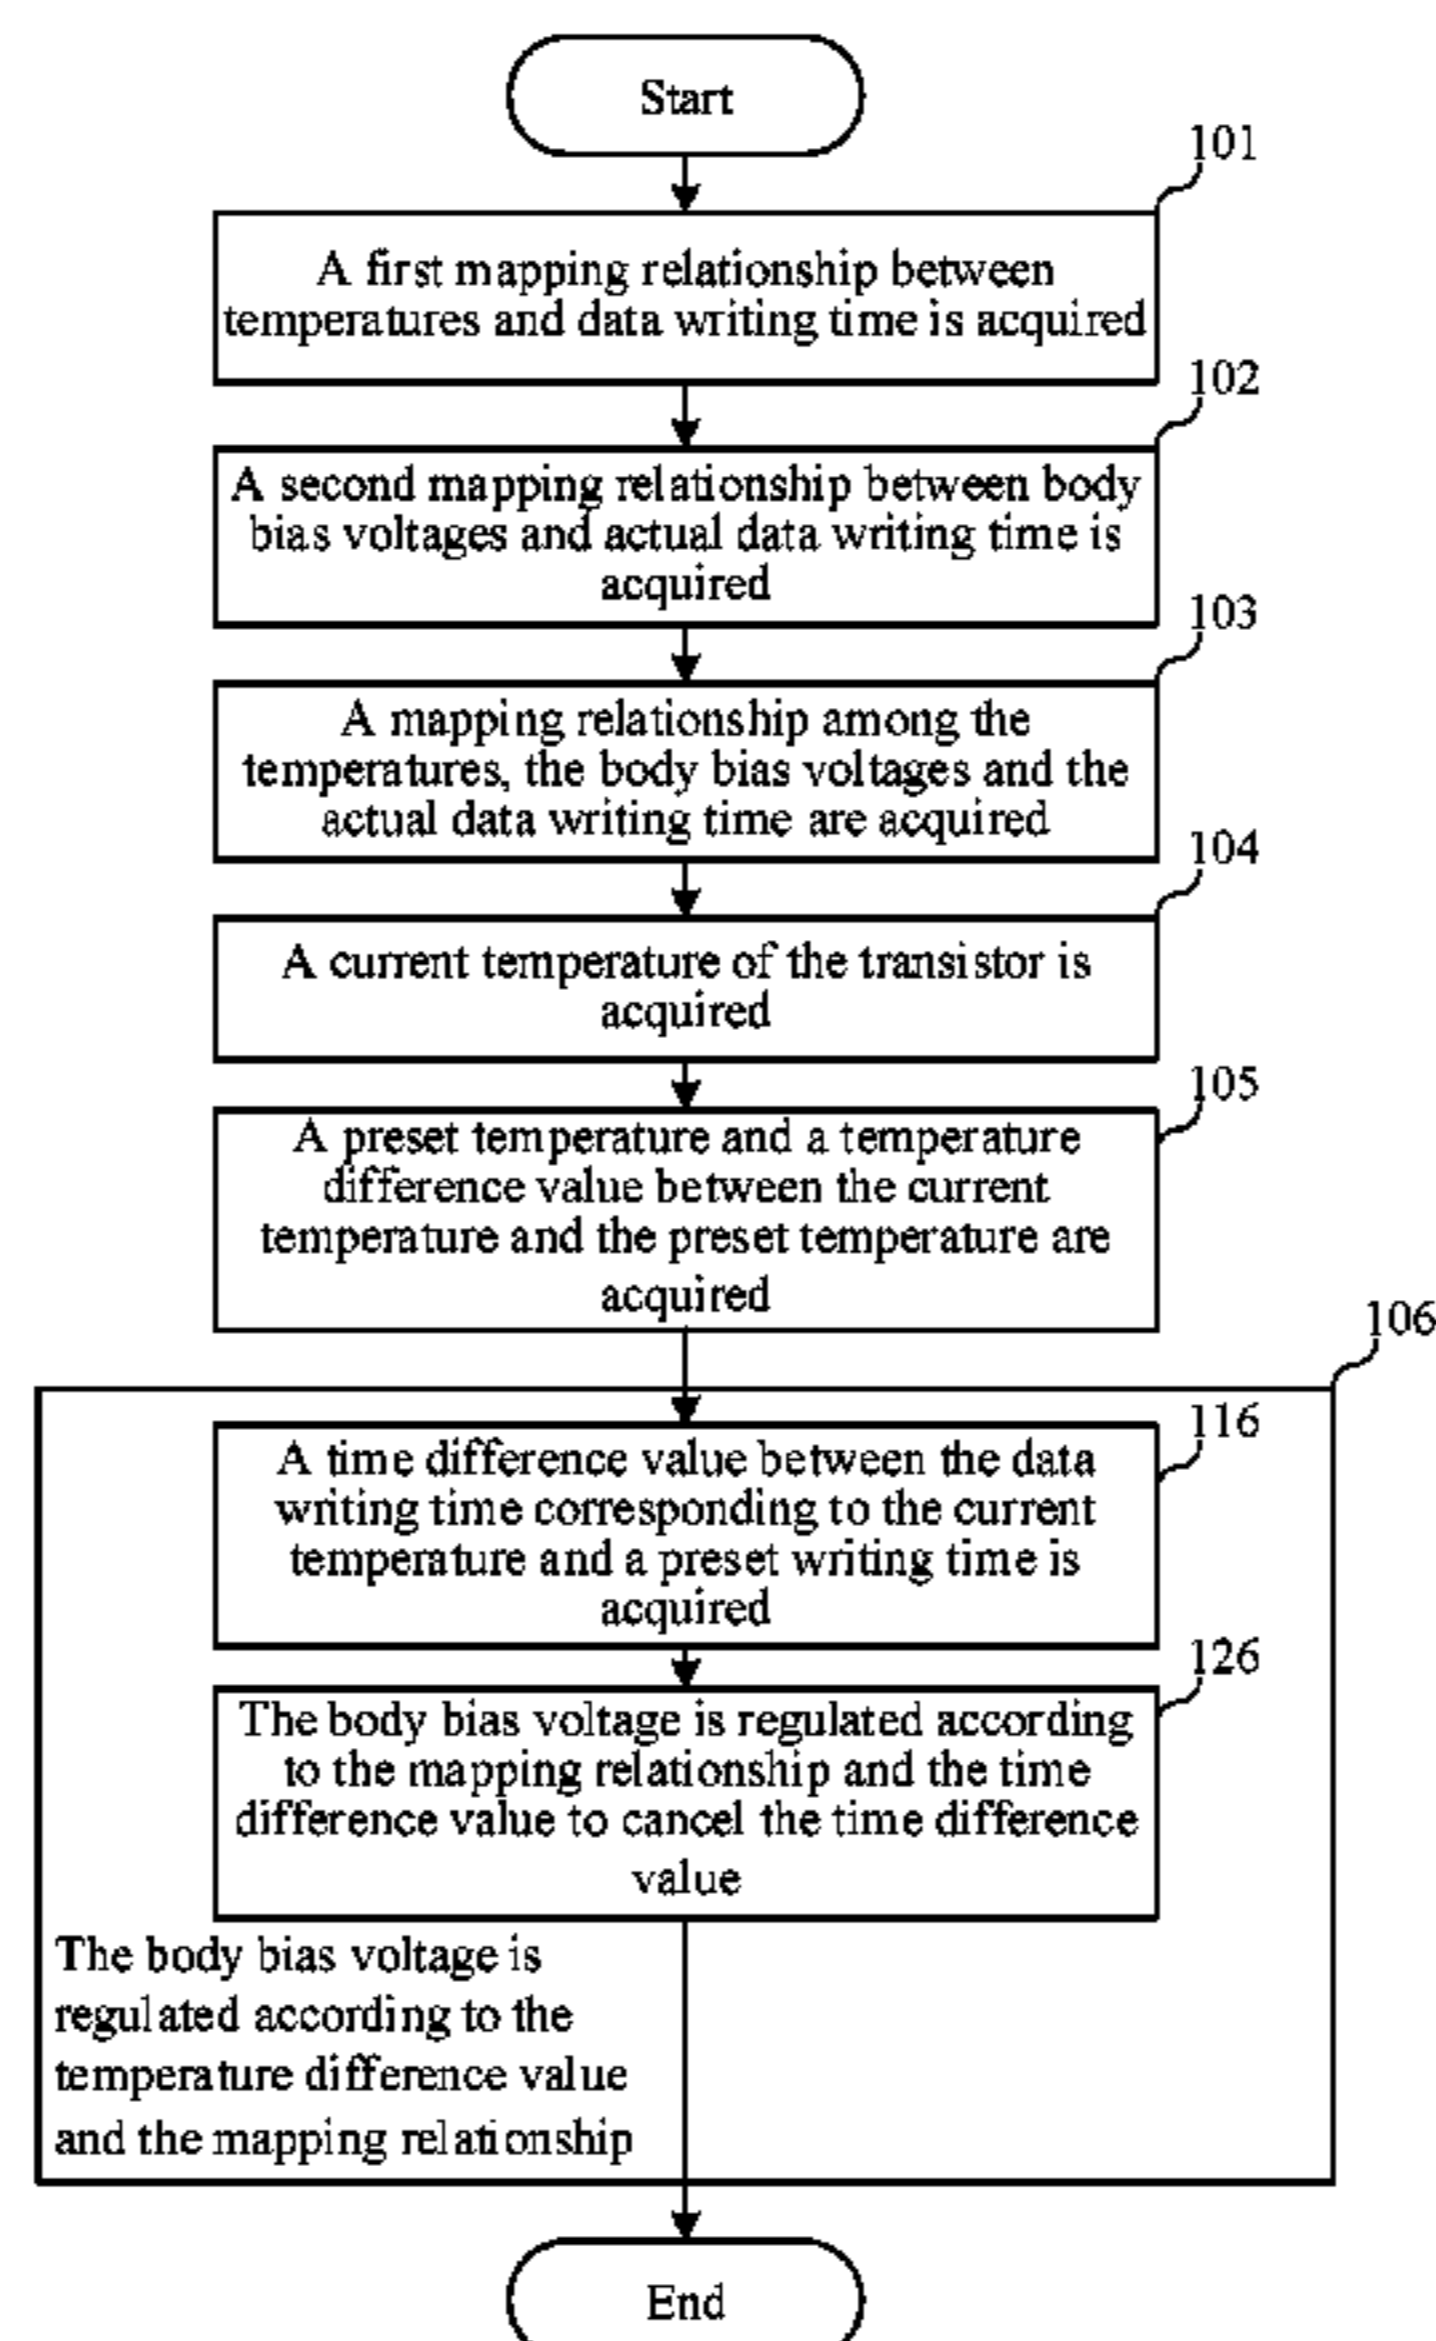 Start
101
A first mapping relationship between
temperatures and data writing time is acquired
102
A second mapping relationship between body
bias voltages and actual data writing time is
acquired
103
A mapping relationship among the
temperatures, the body bias voltages and the
actual data writing time are acquired
104
A current temperature of the transistor is
acquired
105
A preset temperature and a temperature
difference value between the current
temperature and the preset temperature are
acquired
106
116
A time difference value between the data
writing time corresponding to the current
temperature and a preset writing time is
acquired
126
The body bias voltage is regulated according
to the mapping relationship and the time
difference value to cancel the time difference
value
The body bias voltage is
regulated according to the
temperature difference value
and the mapping relationship
End